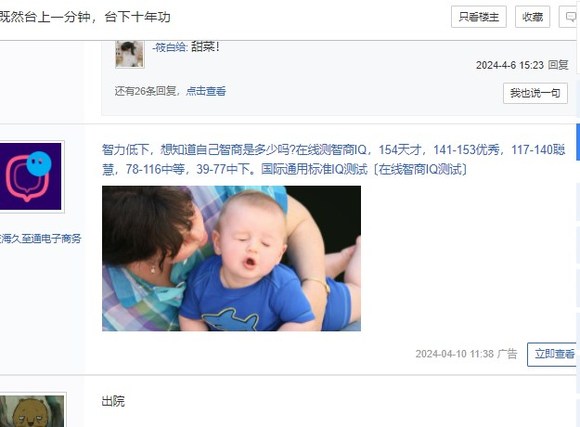 既然台上一分钟，台下十年功
只看楼主
收藏
-筱白给: 甜菜！
2024-4-6 15:23 回复
还有26条回复，点击查看
我也说一句
智力低下，想知道自己智商是多少吗?在线测智商IQ，154天才，141-153优秀，117-140聪
慧，78-116中等，39-77中下。国际通用标准IQ测试〔在线智商IQ测试〕
海久至通电子商务
2024-04-10 11:38 广告
立即查看
出院